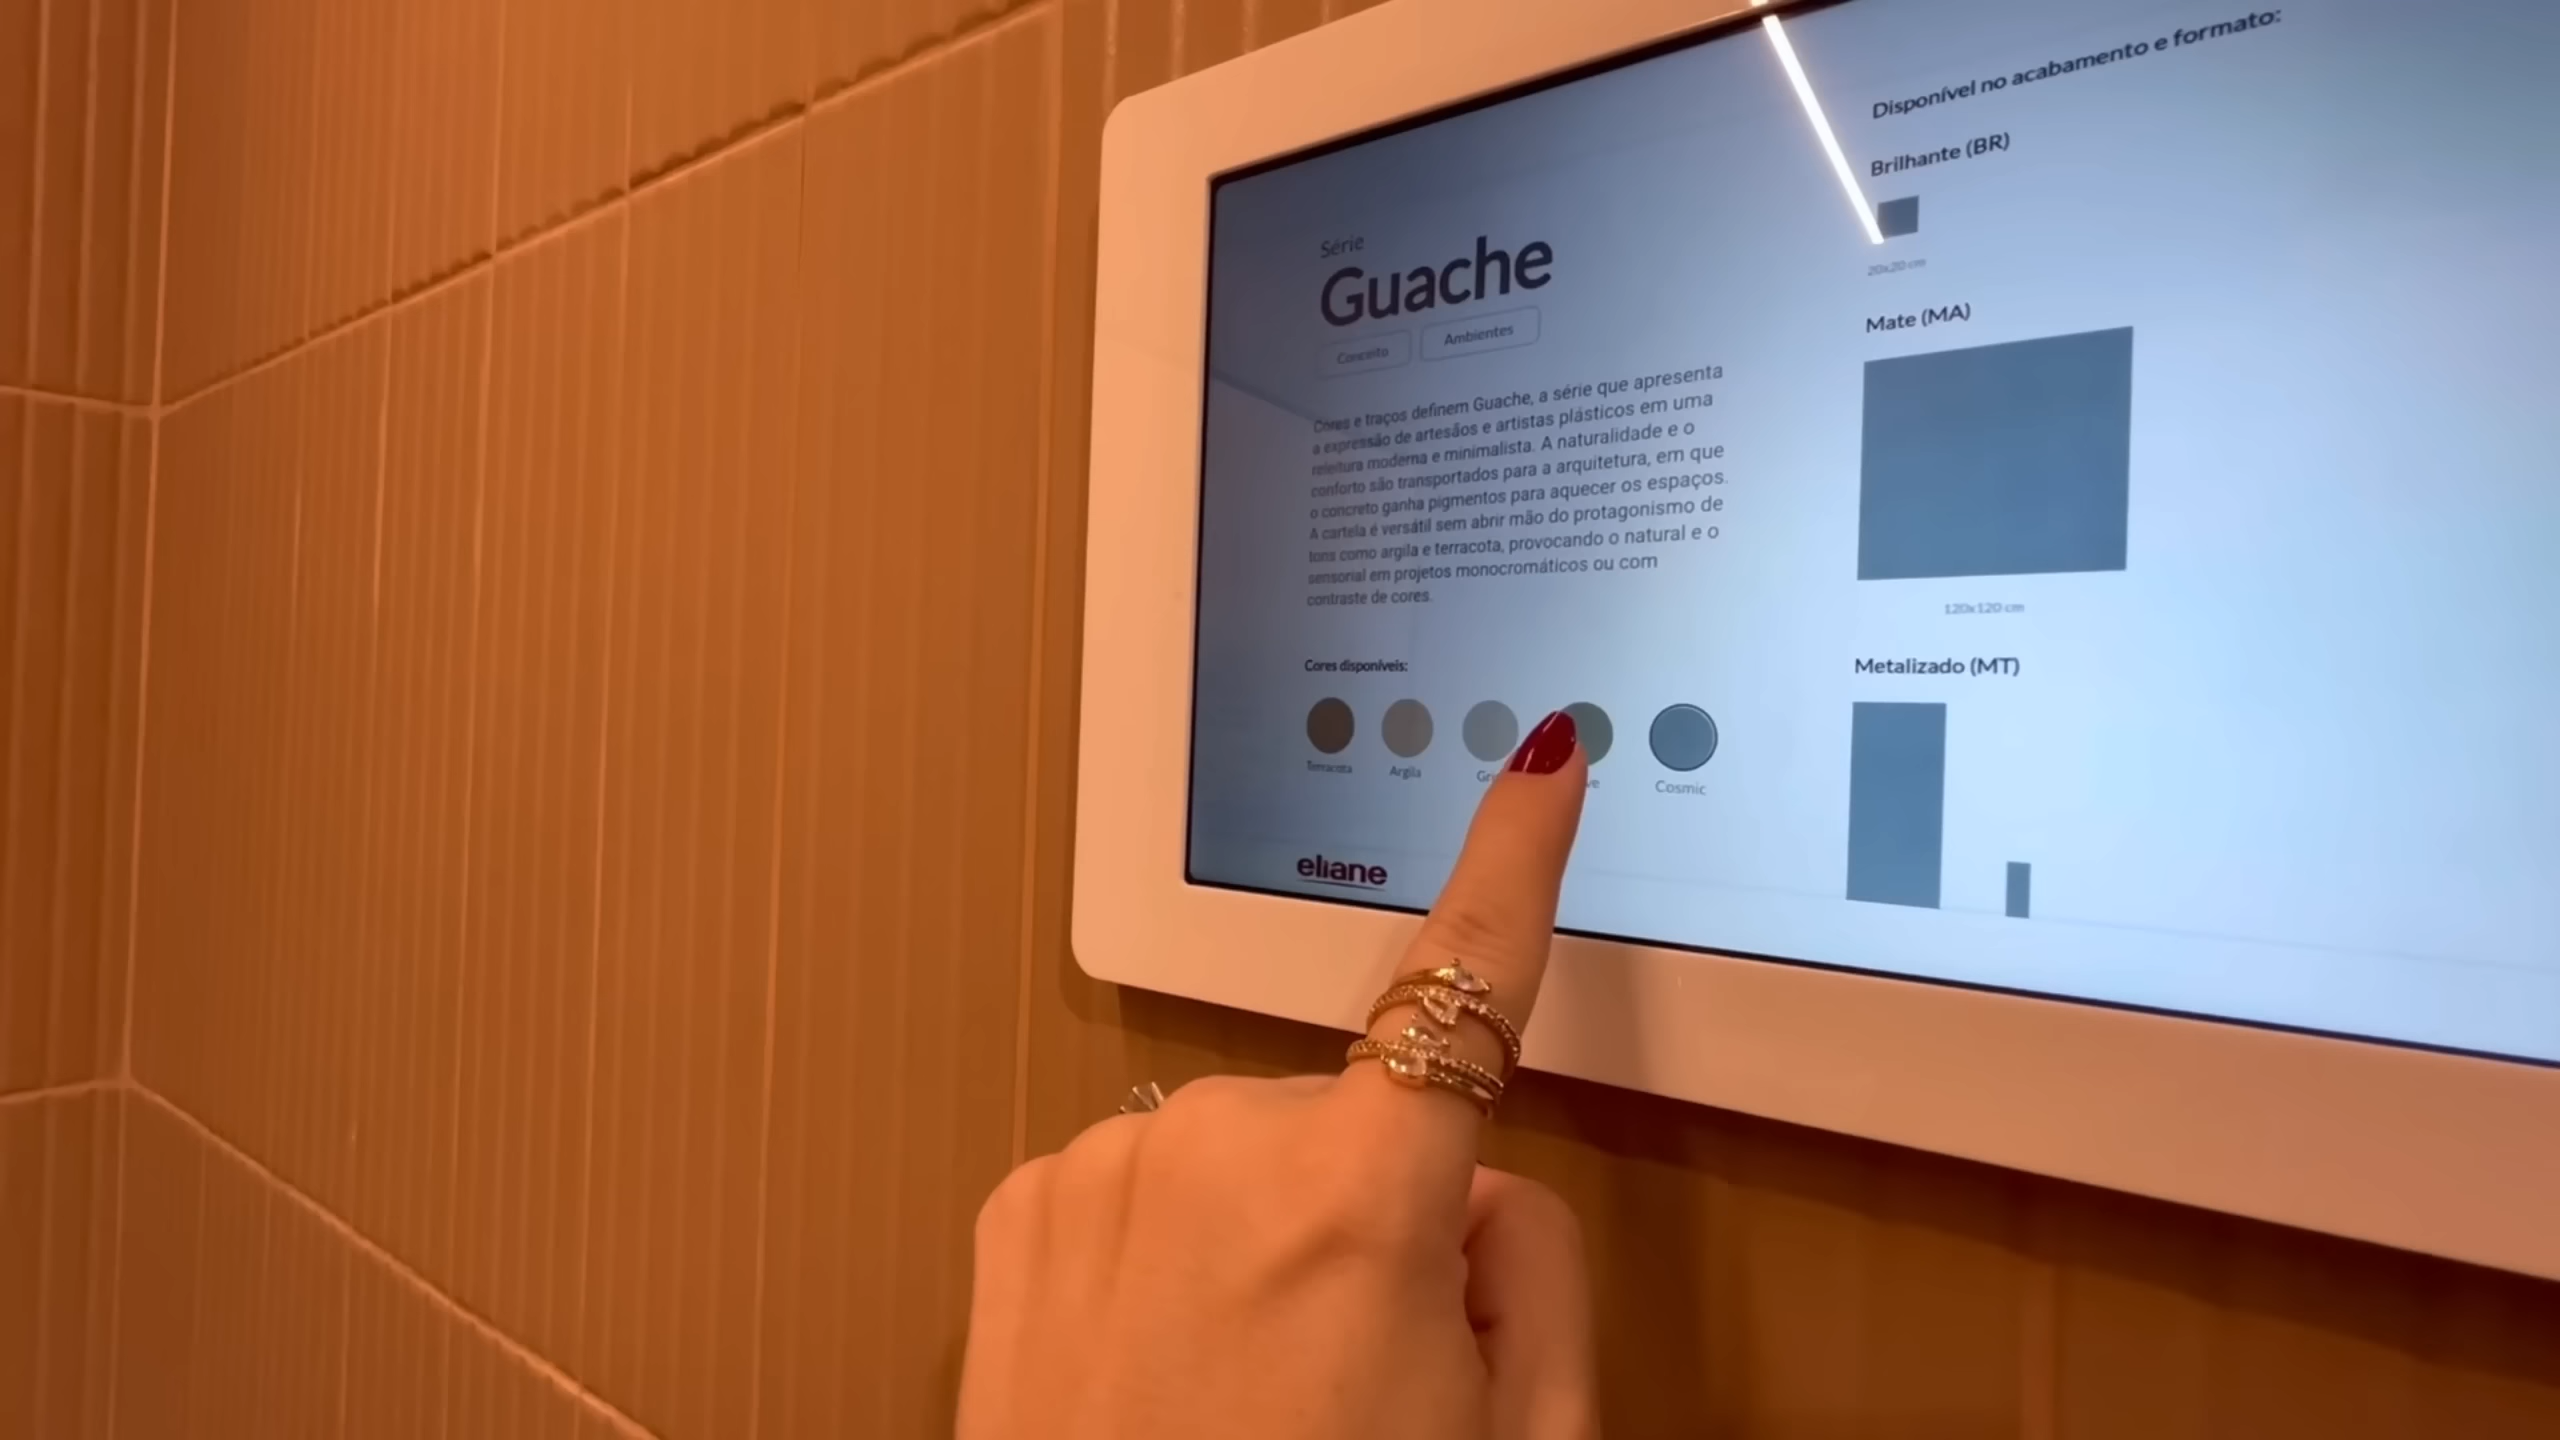 Série
Guache
Conceito
Ambientes
Cores e traços definem Guache, a série que apresenta
a expressão de artesãos e artistas plásticos em uma
releitura moderna e minimalista. A naturalidade e o
conforto são transportados para a arquitetura, em que
o concreto ganha pigmentos para aquecer os espaços.
A cartela é versátil sem abrir mão do protagonismo de
tons como argila e terracota, provocando o natural e o
sensorial em projetos monocromáticos ou com
contraste de cores.
Cores disponíveis:
Terracota
Argila
Cosmic
eliane
Disponível no acabamento e formato:
Brilhante (BR)
20x20 cm
Mate (MA)
120x120 cm
Metalizado (MT)